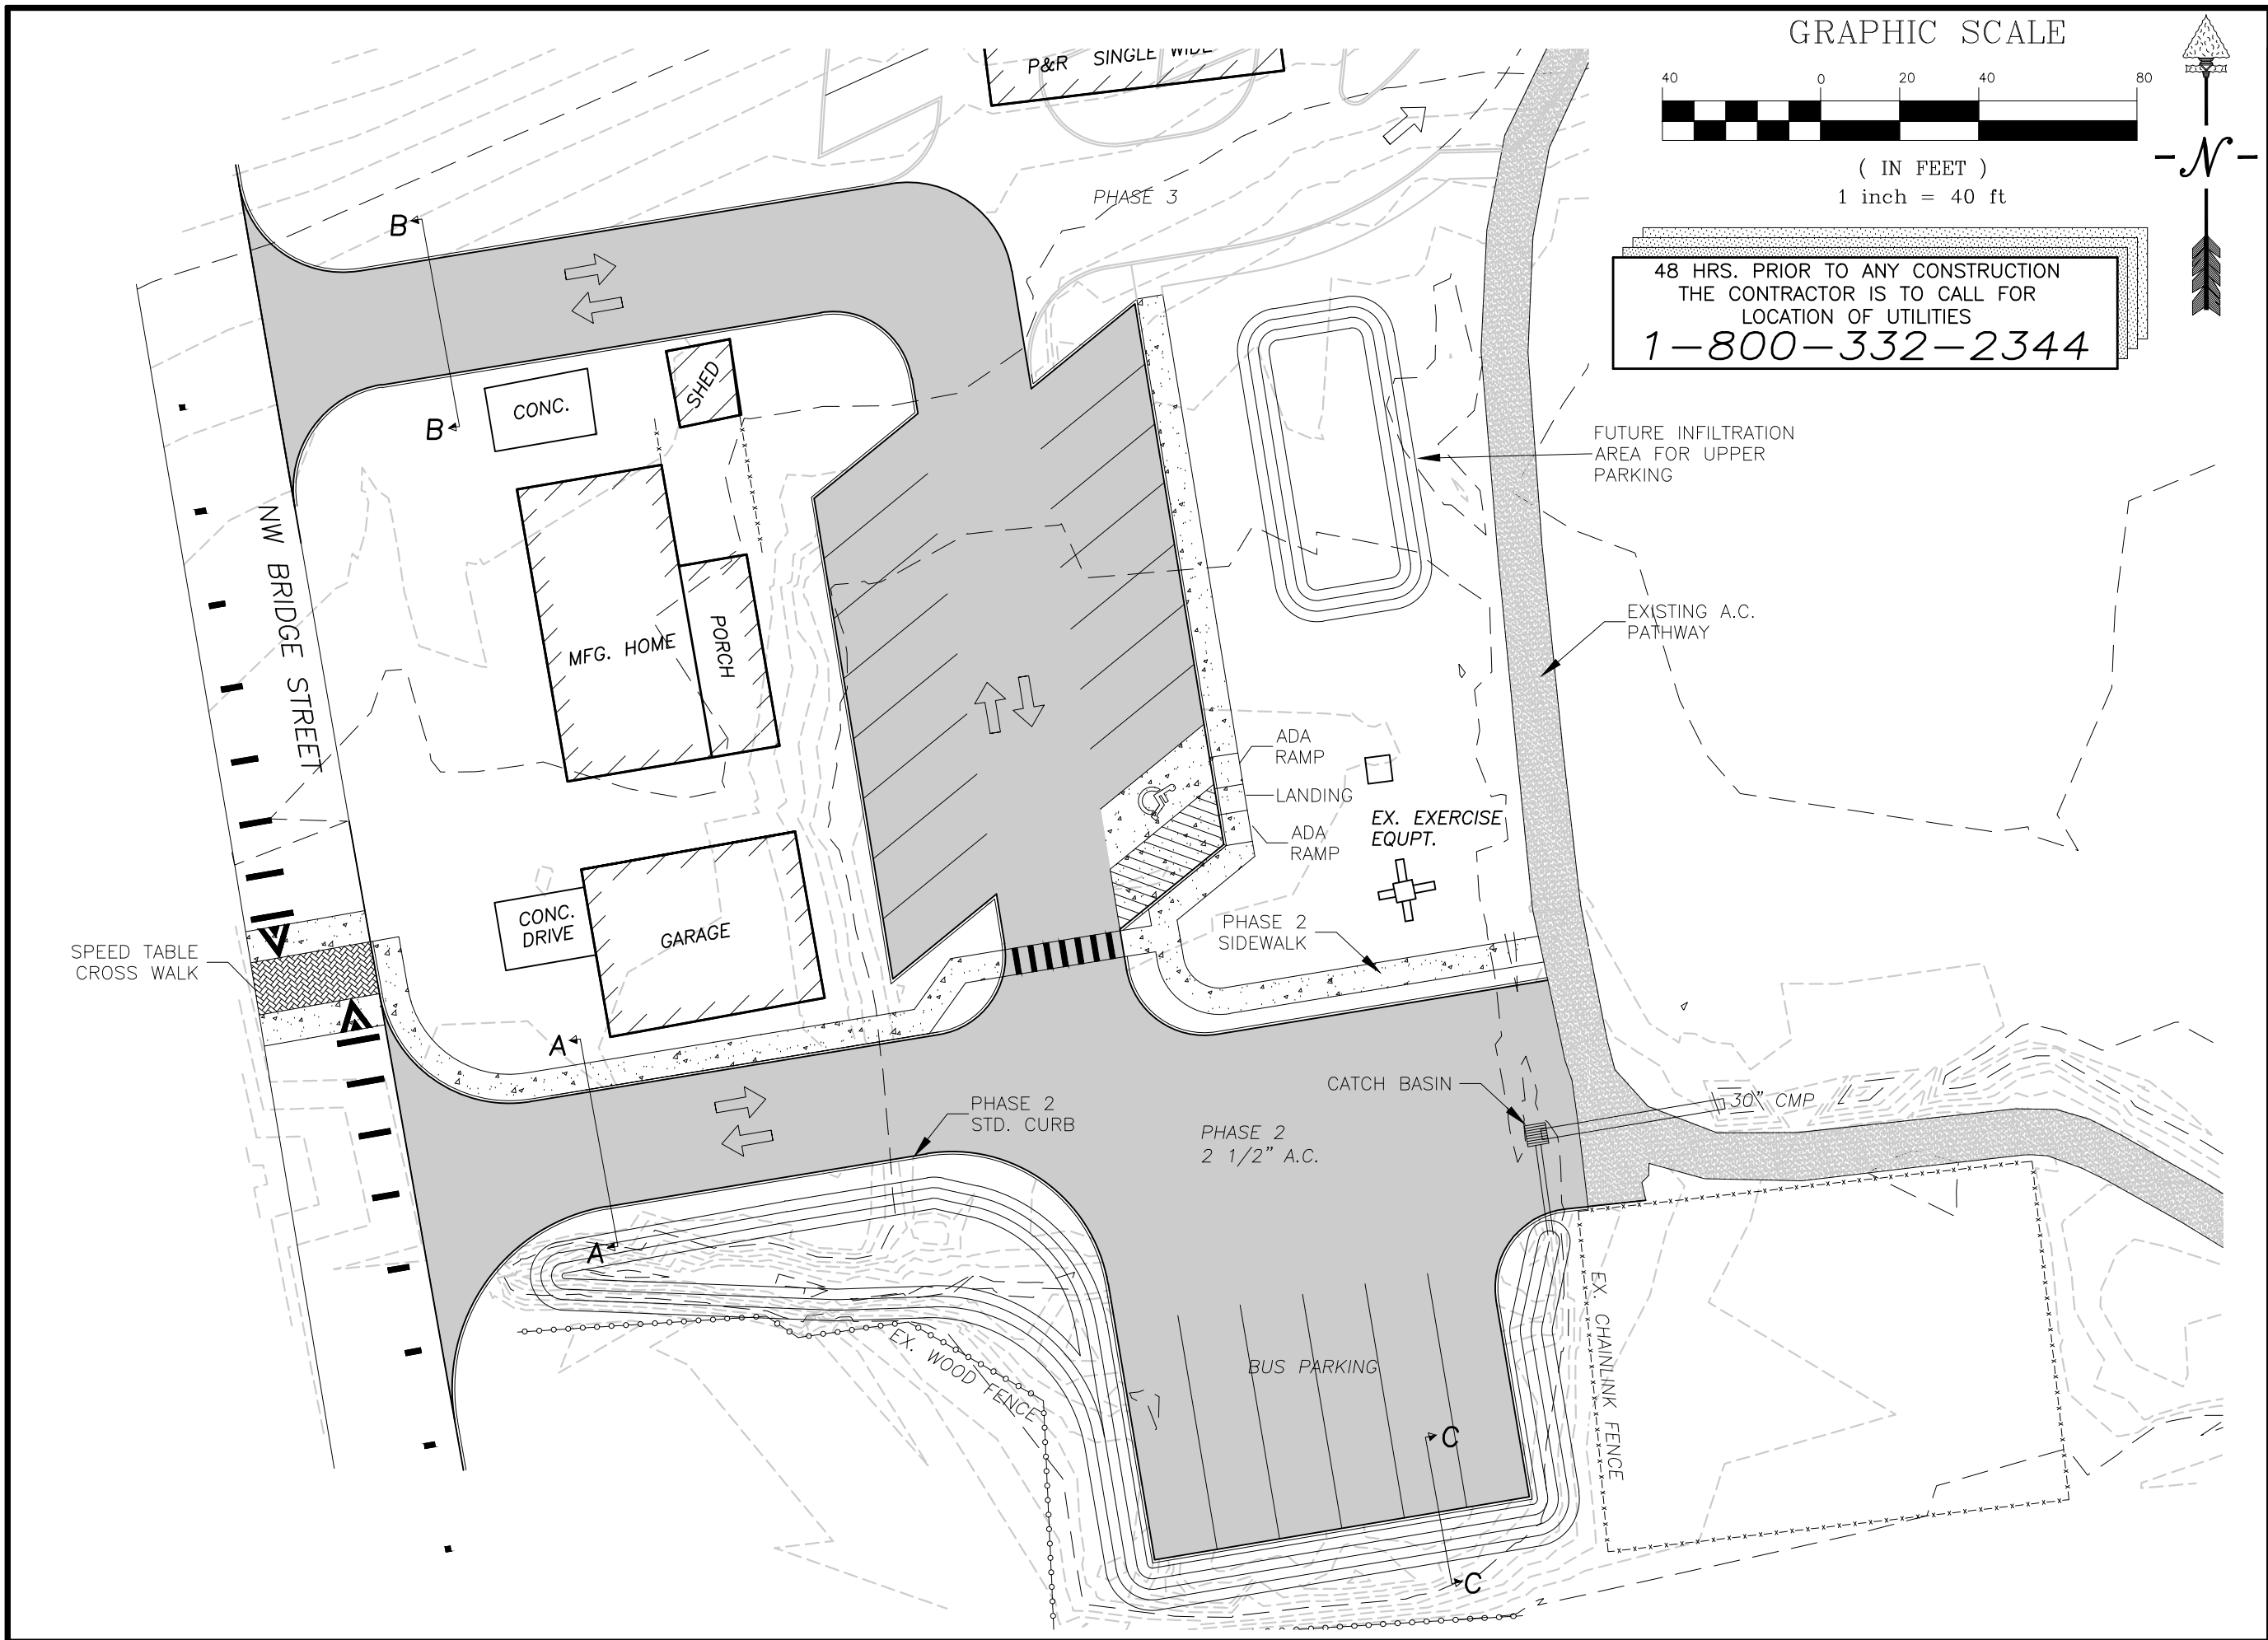 GRAPHIC SCALE
40 0 20 40 80
( IN FEET )
1 inch = 40 ft
-N-
48 HRS. PRIOR TO ANY CONSTRUCTION
THE CONTRACTOR IS TO CALL FOR
LOCATION OF UTILITIES
1-800-332-2344
P&R SINGLE WIDE
PHASE 3
B
B
CONC.
SHED
FUTURE INFILTRATION
AREA FOR UPPER
PARKING
NW BRIDGE STREET
MFG. HOME
PORCH
EXISTING A.C.
PATHWAY
ADA
RAMP
LANDING
ADA
RAMP
EX. EXERCISE
EQUPT.
CONC.
DRIVE
GARAGE
PHASE 2
SIDEWALK
SPEED TABLE
CROSS WALK
A
A
PHASE 2
STD. CURB
CATCH BASIN
30" CMP
PHASE 2
2 1/2" A.C.
EX. WOOD FENCE
BUS PARKING
EX. CHAINLINK FENCE
C
C